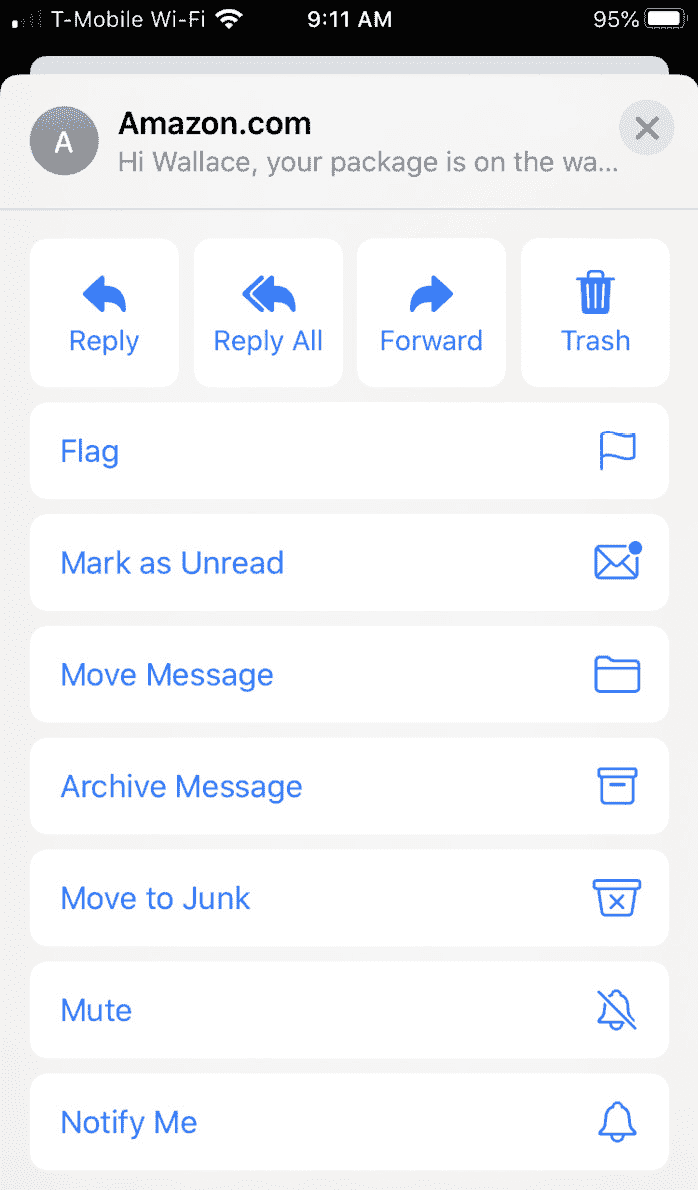 T-Mobile Wi-Fi 9:11 AM 95%
Amazon.com
A
Hi Wallace, your package is on the wa...
Reply Reply All Forward Trash
Flag
Mark as Unread
Move Message
Archive Message
Move to Junk
Mute
Notify Me